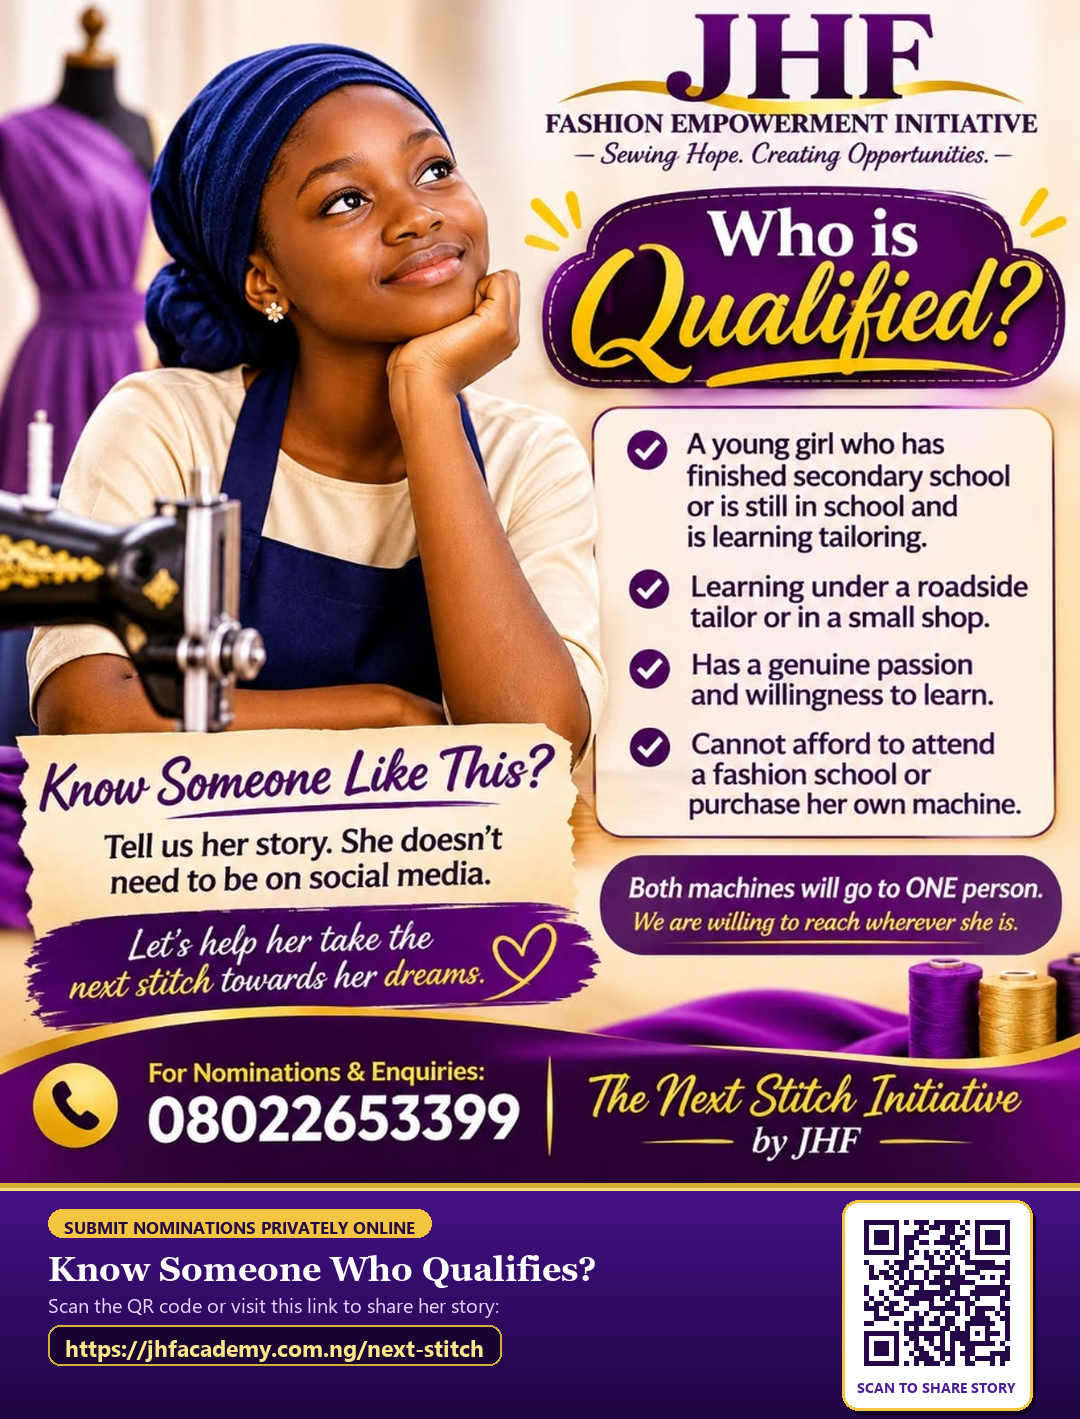 JHF
FASHION EMPOWERMENT INITIATIVE
— Sewing Hope. Creating Opportunities. —
Who is
Qualified?
A young girl who has
finished secondary school
or is still in school and
is learning tailoring.
Learning under a roadside
tailor or in a small shop.
Has a genuine passion
and willingness to learn.
Cannot afford to attend
a fashion school or
purchase her own machine.
Know Someone Like This?
Tell us her story. She doesn't
need to be on social media.
Let's help her take the
next stitch towards her dreams.
Both machines will go to ONE person.
We are willing to reach wherever she is.
For Nominations & Enquiries:
08022653399
The Next Stitch Initiative
by JHF
SUBMIT NOMINATIONS PRIVATELY ONLINE
Know Someone Who Qualifies?
Scan the QR code or visit this link to share her story:
https://jhfacademy.com.ng/next-stitch
SCAN TO SHARE STORY